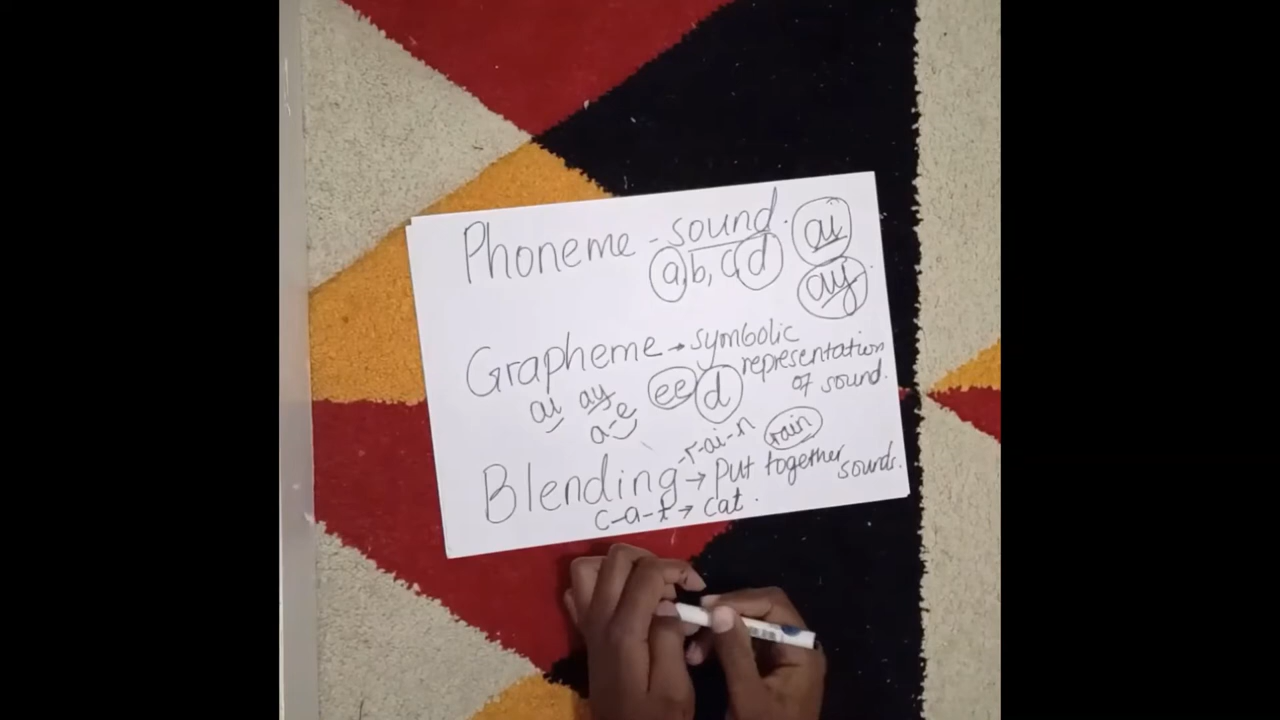 Phoneme - sound. ai
a, b, c, d ay
Grapheme → symbolic
representation
of sound.
ai ay ee d
a-e
-r-ai-n rain
Blending → put together sounds.
c-a-t → cat.